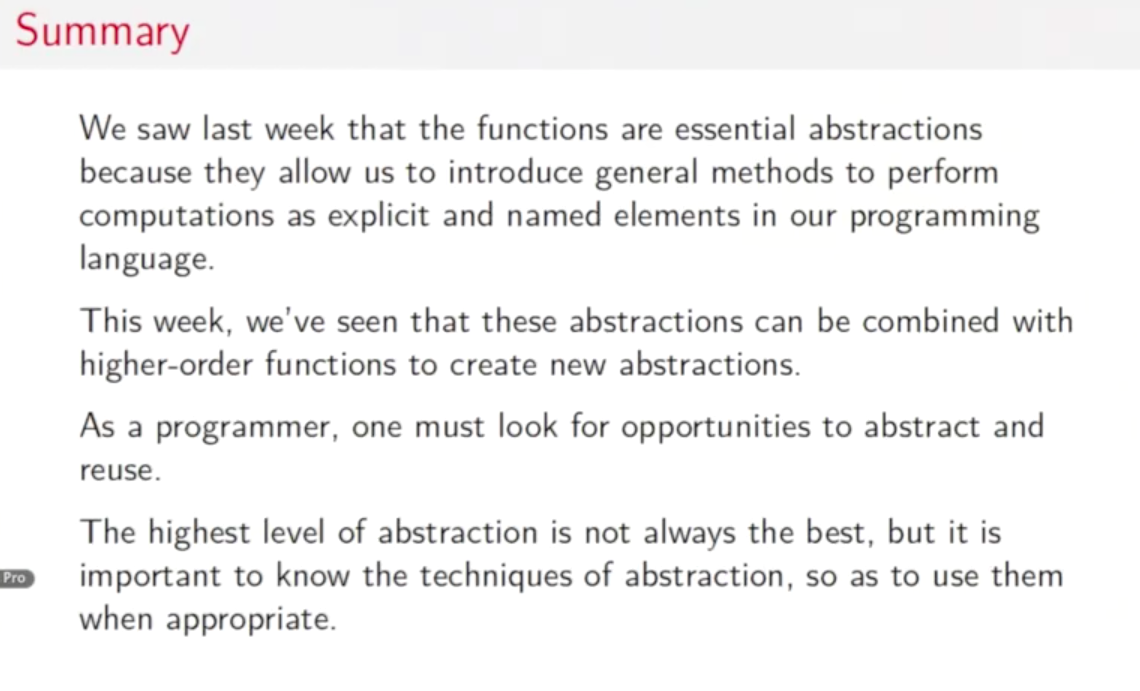 Summary
We saw last week that the functions are essential abstractions
because they allow us to introduce general methods to perform
computations as explicit and named elements in our programming
language.
This week, we've seen that these abstractions can be combined with
higher-order functions to create new abstractions.
As a programmer, one must look for opportunities to abstract and
reuse.
The highest level of abstraction is not always the best, but it is
Pro
important to know the techniques of abstraction, so as to use them
when appropriate.